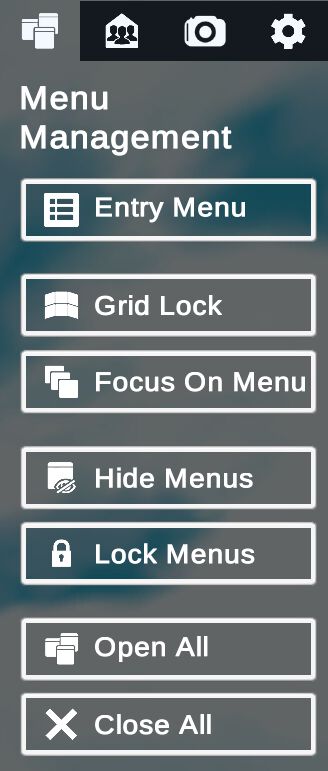 Menu
Management
Entry Menu
Grid Lock
Focus On Menu
Hide Menus
Lock Menus
Open All
Close All